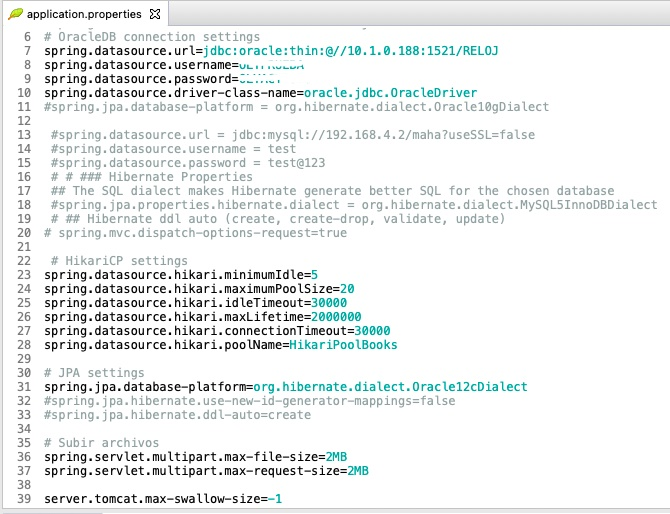 application.properties
6 # OracleDB connection settings
7 spring.datasource.url=jdbc:oracle:thin:@//10.1.0.188:1521/RELOJ
8 spring.datasource.username=
9 spring.datasource.password=
10 spring.datasource.driver-class-name=oracle.jdbc.OracleDriver
11 #spring.jpa.database-platform = org.hibernate.dialect.Oracle10gDialect
12
13 #spring.datasource.url = jdbc:mysql://192.168.4.2/maha?useSSL=false
14 #spring.datasource.username = test
15 #spring.datasource.password = test@123
16 # # ### Hibernate Properties
17 ## The SQL dialect makes Hibernate generate better SQL for the chosen database
18 #spring.jpa.properties.hibernate.dialect = org.hibernate.dialect.MySQL5InnoDBDialect
19 # ## Hibernate ddl auto (create, create-drop, validate, update)
20 # spring.mvc.dispatch-options-request=true
21
22 # HikariCP settings
23 spring.datasource.hikari.minimumIdle=5
24 spring.datasource.hikari.maximumPoolSize=20
25 spring.datasource.hikari.idleTimeout=30000
26 spring.datasource.hikari.maxLifetime=2000000
27 spring.datasource.hikari.connectionTimeout=30000
28 spring.datasource.hikari.poolName=HikariPoolBooks
29
30 # JPA settings
31 spring.jpa.database-platform=org.hibernate.dialect.Oracle12cDialect
32 #spring.jpa.hibernate.use-new-id-generator-mappings=false
33 #spring.jpa.hibernate.ddl-auto=create
34
35 # Subir archivos
36 spring.servlet.multipart.max-file-size=2MB
37 spring.servlet.multipart.max-request-size=2MB
38
39 server.tomcat.max-swallow-size=-1